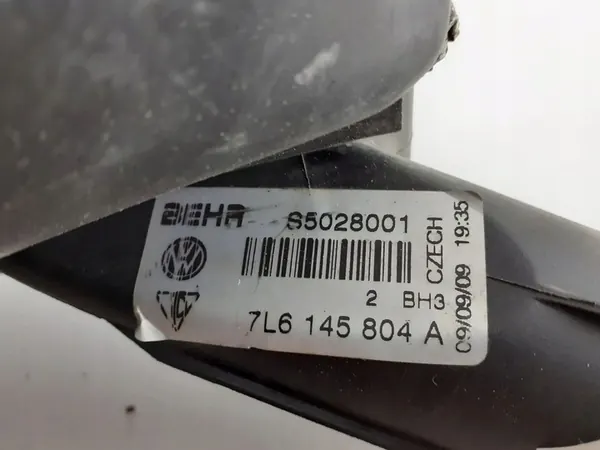 BEHR S5028001
2 BH3
7L6 145 804 A
CZECH
09/09/09 19:35